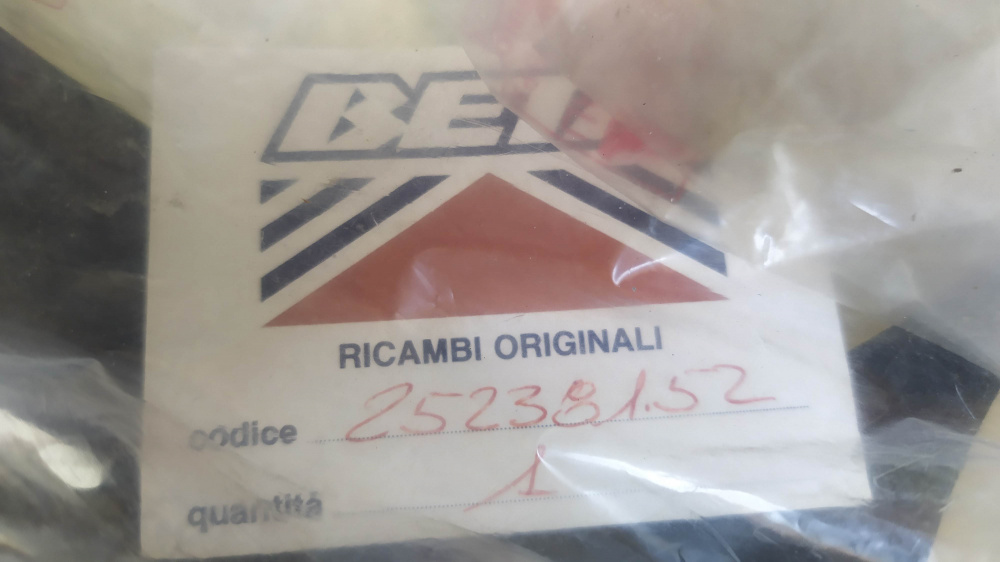 RICAMBI ORIGINALI
codice 252381.52
quantità 1